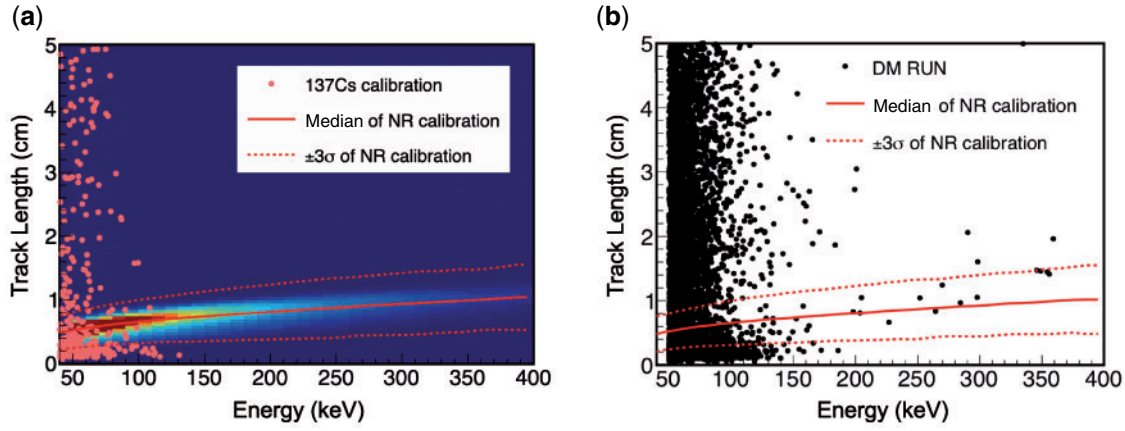 (a)
5
4
3
2
1
0
Track Length (cm)
137Cs calibration
Median of NR calibration
±3σ of NR calibration
50 100 150 200 250 300 350 400
Energy (keV)
(b)
5
4
3
2
1
0
Track Length (cm)
DM RUN
Median of NR calibration
±3σ of NR calibration
50 100 150 200 250 300 350 400
Energy (keV)